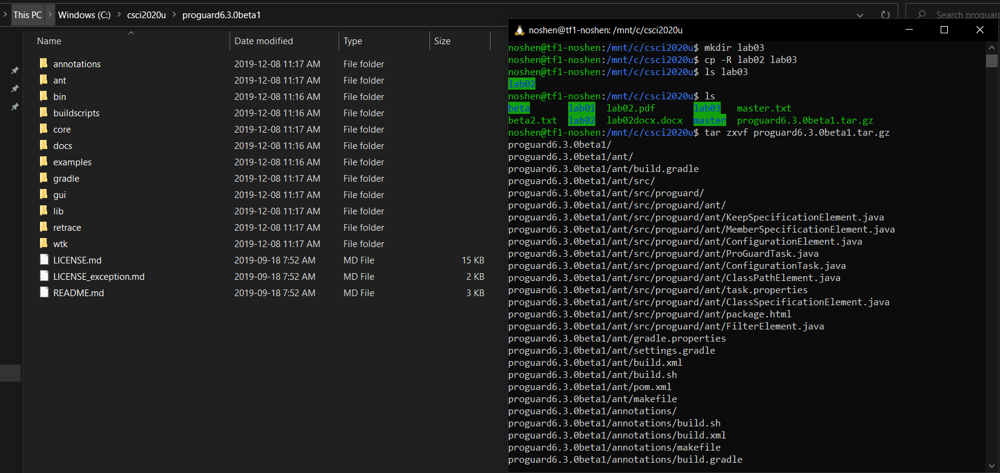 This PC > Windows (C:) > csci2020u > proguard6.3.0beta1
Search proguard
Name Date modified Type Size
annotations 2019-12-08 11:17 AM File folder
ant 2019-12-08 11:17 AM File folder
bin 2019-12-08 11:16 AM File folder
buildscripts 2019-12-08 11:17 AM File folder
core 2019-12-08 11:17 AM File folder
docs 2019-12-08 11:16 AM File folder
examples 2019-12-08 11:16 AM File folder
gradle 2019-12-08 11:17 AM File folder
gui 2019-12-08 11:17 AM File folder
lib 2019-12-08 11:17 AM File folder
retrace 2019-12-08 11:17 AM File folder
wtk 2019-12-08 11:17 AM File folder
LICENSE.md 2019-09-18 7:52 AM MD File 15 KB
LICENSE_exception.md 2019-09-18 7:52 AM MD File 2 KB
README.md 2019-09-18 7:52 AM MD File 3 KB
noshen@tf1-noshen: /mnt/c/csci2020u
noshen@tf1-noshen:/mnt/c/csci2020u$ mkdir lab03
noshen@tf1-noshen:/mnt/c/csci2020u$ cp -R lab02 lab03
noshen@tf1-noshen:/mnt/c/csci2020u$ ls lab03
lab02
noshen@tf1-noshen:/mnt/c/csci2020u$ ls
beta lab01 lab02.pdf lab03 master.txt
beta2.txt lab02 lab02docx.docx master proguard6.3.0beta1.tar.gz
noshen@tf1-noshen:/mnt/c/csci2020u$ tar zxvf proguard6.3.0beta1.tar.gz
proguard6.3.0beta1/
proguard6.3.0beta1/ant/
proguard6.3.0beta1/ant/build.gradle
proguard6.3.0beta1/ant/src/
proguard6.3.0beta1/ant/src/proguard/
proguard6.3.0beta1/ant/src/proguard/ant/
proguard6.3.0beta1/ant/src/proguard/ant/KeepSpecificationElement.java
proguard6.3.0beta1/ant/src/proguard/ant/MemberSpecificationElement.java
proguard6.3.0beta1/ant/src/proguard/ant/ConfigurationElement.java
proguard6.3.0beta1/ant/src/proguard/ant/ProGuardTask.java
proguard6.3.0beta1/ant/src/proguard/ant/ConfigurationTask.java
proguard6.3.0beta1/ant/src/proguard/ant/ClassPathElement.java
proguard6.3.0beta1/ant/src/proguard/ant/task.properties
proguard6.3.0beta1/ant/src/proguard/ant/ClassSpecificationElement.java
proguard6.3.0beta1/ant/src/proguard/ant/package.html
proguard6.3.0beta1/ant/src/proguard/ant/FilterElement.java
proguard6.3.0beta1/ant/gradle.properties
proguard6.3.0beta1/ant/settings.gradle
proguard6.3.0beta1/ant/build.xml
proguard6.3.0beta1/ant/build.sh
proguard6.3.0beta1/ant/pom.xml
proguard6.3.0beta1/ant/makefile
proguard6.3.0beta1/annotations/
proguard6.3.0beta1/annotations/build.sh
proguard6.3.0beta1/annotations/build.xml
proguard6.3.0beta1/annotations/makefile
proguard6.3.0beta1/annotations/build.gradle